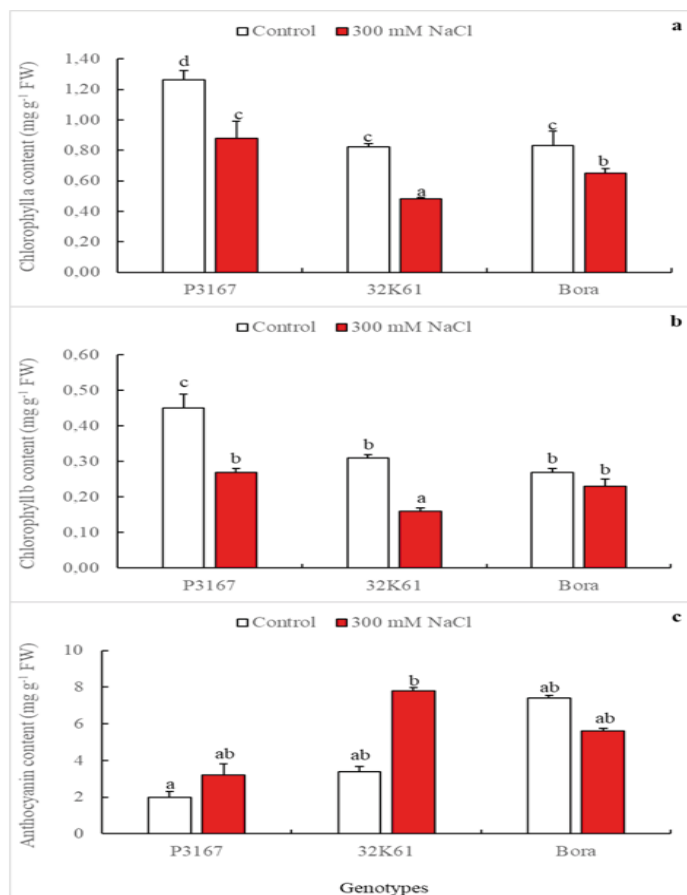 Control 300 mM NaCl a
Chlorophyll a content (mg g⁻¹ FW)
1,40
1,20
1,00
0,80
0,60
0,40
0,20
0,00
d c c a c b
P3167 32K61 Bora
Control 300 mM NaCl b
Chlorophyll b content (mg g⁻¹ FW)
0,60
0,50
0,40
0,30
0,20
0,10
0,00
c b b a b b
P3167 32K61 Bora
Control 300 mM NaCl c
Anthocyanin content (mg g⁻¹ FW)
10
8
6
4
2
0
a ab ab b ab ab
P3167 32K61 Bora
Genotypes